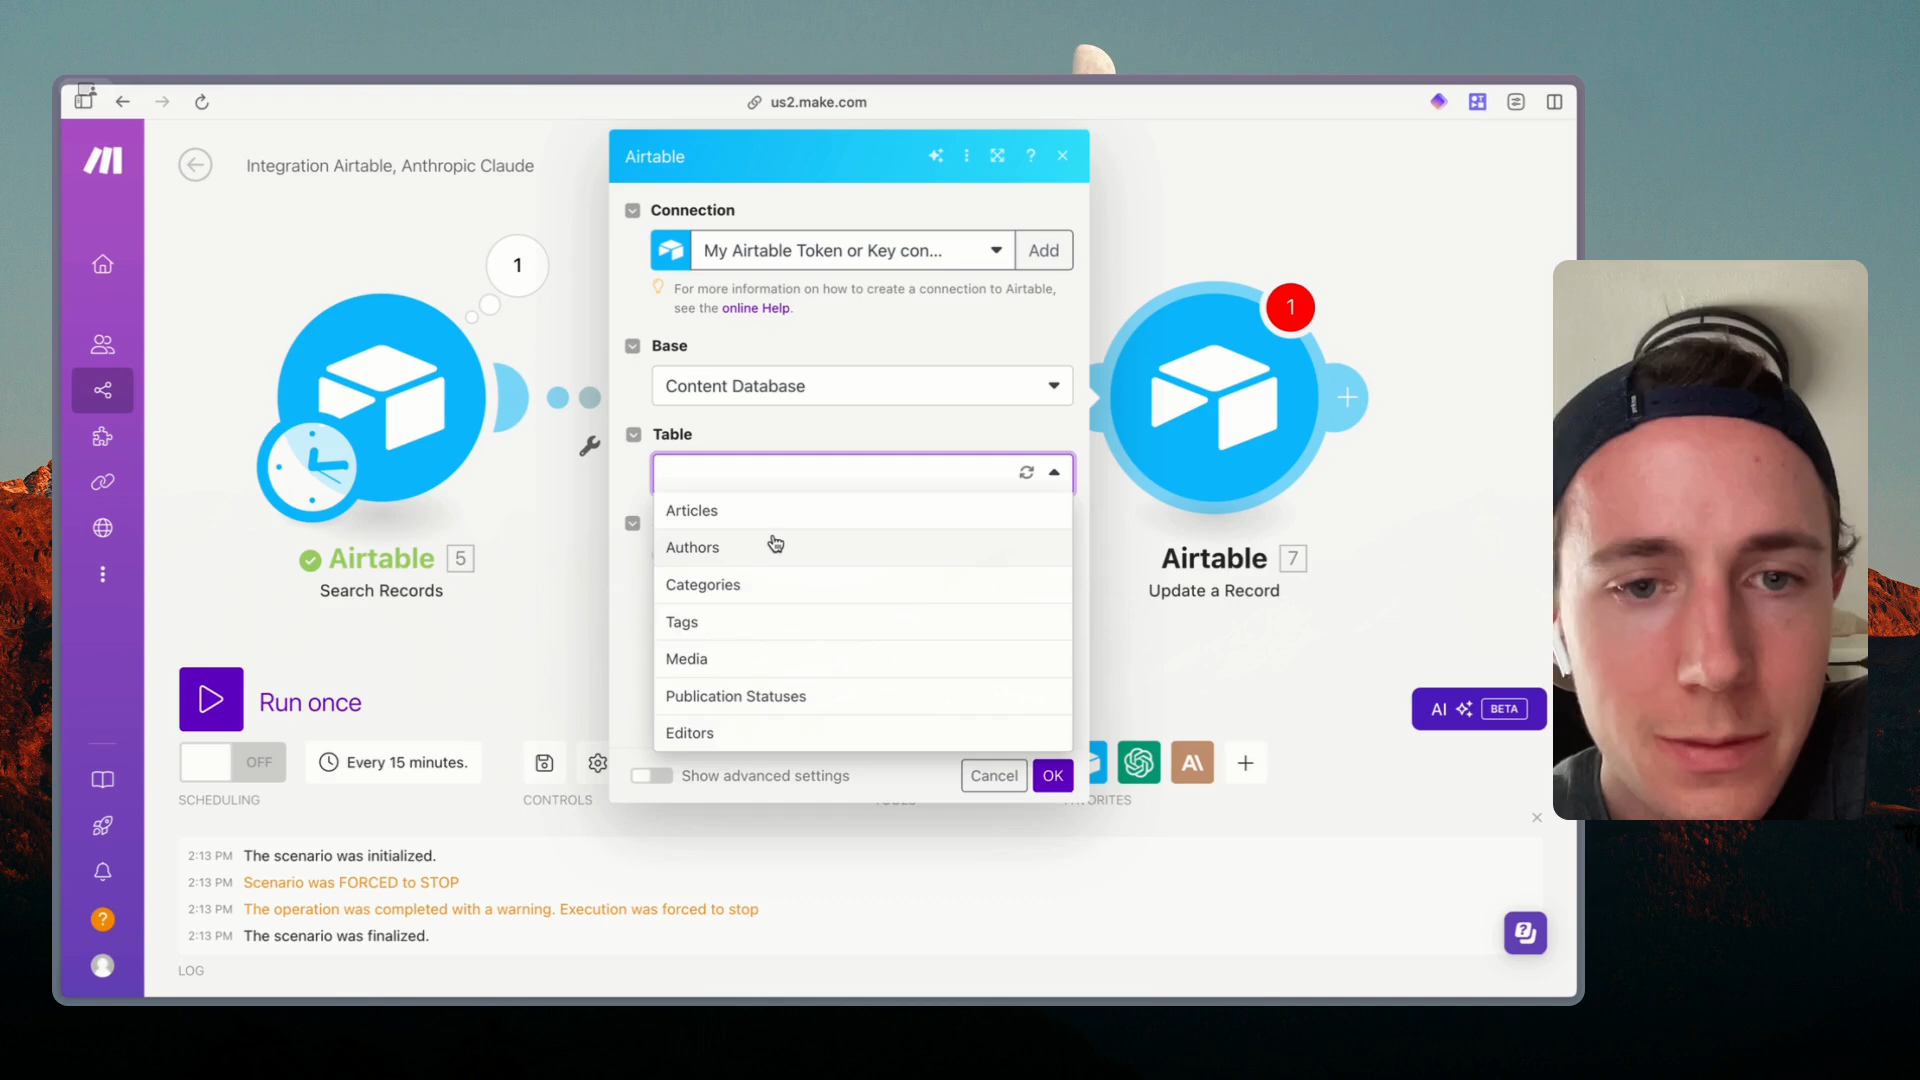 us2.make.com
Integration Airtable, Anthropic Claude
1
Airtable 5
Search Records
Airtable
?
Connection
My Airtable Token or Key con...
Add
For more information on how to create a connection to Airtable,
see the online Help.
Base
Content Database
Table
Articles
Authors
Categories
Tags
Media
Publication Statuses
Editors
Show advanced settings
Cancel
OK
1
Airtable 7
Update a Record
Run once
AI BETA
OFF
Every 15 minutes.
SCHEDULING
CONTROLS
2:13 PM The scenario was initialized.
2:13 PM Scenario was FORCED to STOP
2:13 PM The operation was completed with a warning. Execution was forced to stop
2:13 PM The scenario was finalized.
LOG
?